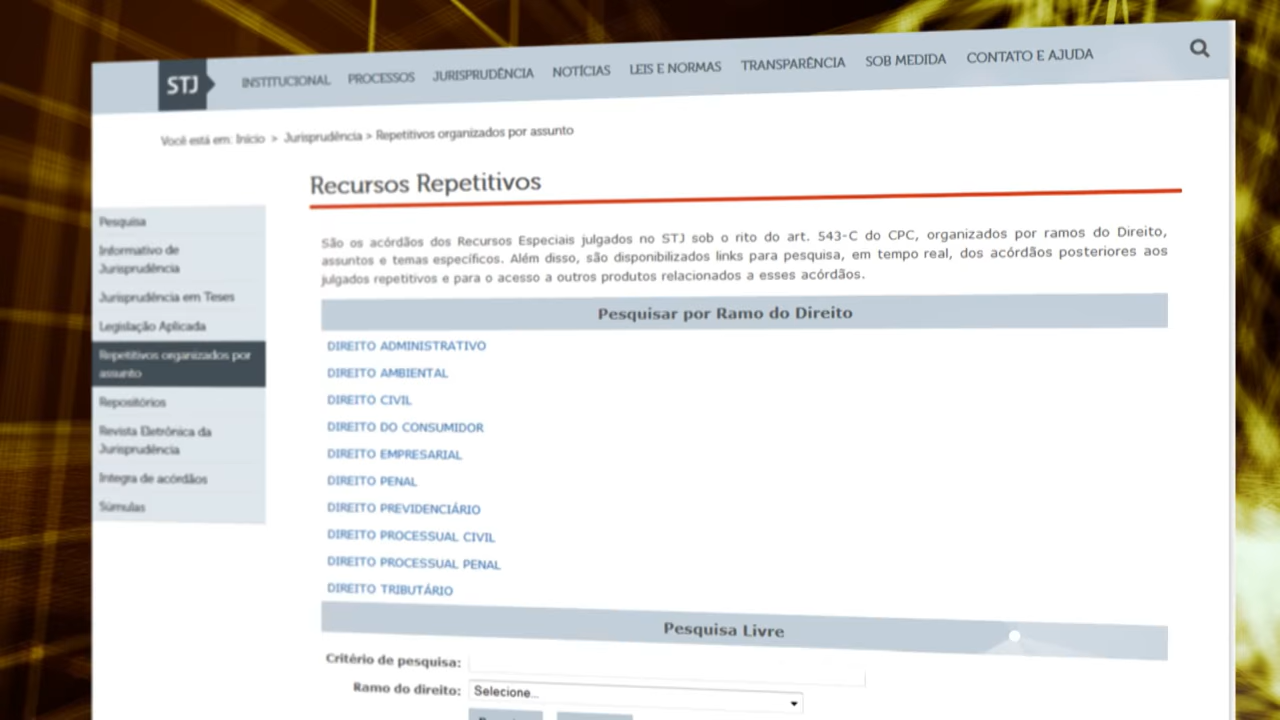 STJ
INSTITUCIONAL PROCESSOS JURISPRUDÊNCIA NOTÍCIAS LEIS E NORMAS TRANSPARÊNCIA SOB MEDIDA CONTATO E AJUDA
Você está em: Início > Jurisprudência > Repetitivos organizados por assunto
Recursos Repetitivos
Pesquisa
Informativo de
Jurisprudência
Jurisprudência em Teses
Legislação Aplicada
Repetitivos organizados por
assunto
Repositórios
Revista Eletrônica da
Jurisprudência
Íntegra de acórdãos
Súmulas
São os acórdãos dos Recursos Especiais julgados no STJ sob o rito do art. 543-C do CPC, organizados por ramos do Direito,
assuntos e temas específicos. Além disso, são disponibilizados links para pesquisa, em tempo real, dos acórdãos posteriores aos
julgados repetitivos e para o acesso a outros produtos relacionados a esses acórdãos.
Pesquisar por Ramo do Direito
DIREITO ADMINISTRATIVO
DIREITO AMBIENTAL
DIREITO CIVIL
DIREITO DO CONSUMIDOR
DIREITO EMPRESARIAL
DIREITO PENAL
DIREITO PREVIDENCIÁRIO
DIREITO PROCESSUAL CIVIL
DIREITO PROCESSUAL PENAL
DIREITO TRIBUTÁRIO
Pesquisa Livre
Critério de pesquisa:
Ramo do direito: Selecione...